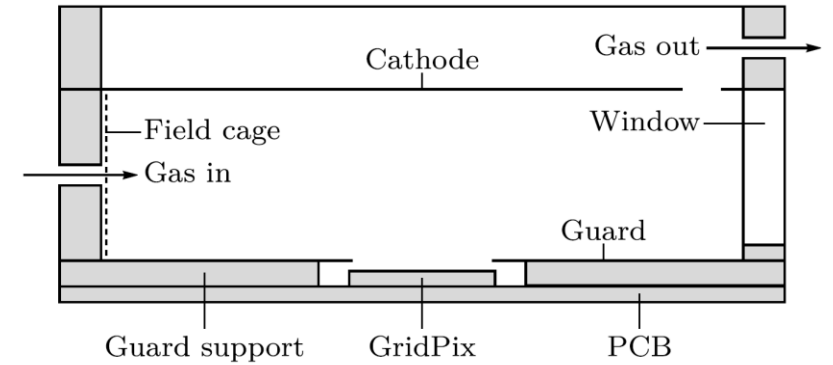 Gas out
Cathode
Window
Field cage
Gas in
Guard
Guard support
GridPix
PCB